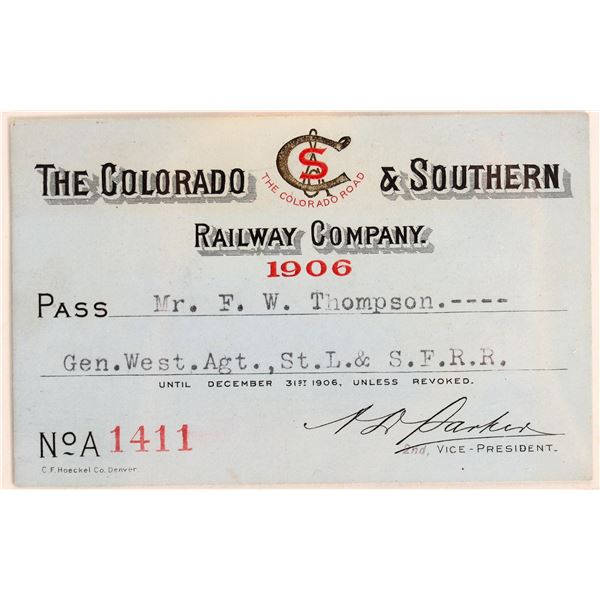 THE COLORADO & SOUTHERN
C&S
THE COLORADO ROAD
RAILWAY COMPANY.
1906
PASS Mr. F. W. Thompson.----
Gen.West.Agt.,St.L.& S.F.R.R.
UNTIL DECEMBER 31ST 1906, UNLESS REVOKED.
A D Parker
No A 1411
2nd, VICE-PRESIDENT.
C.F. Hoeckel Co. Denver.